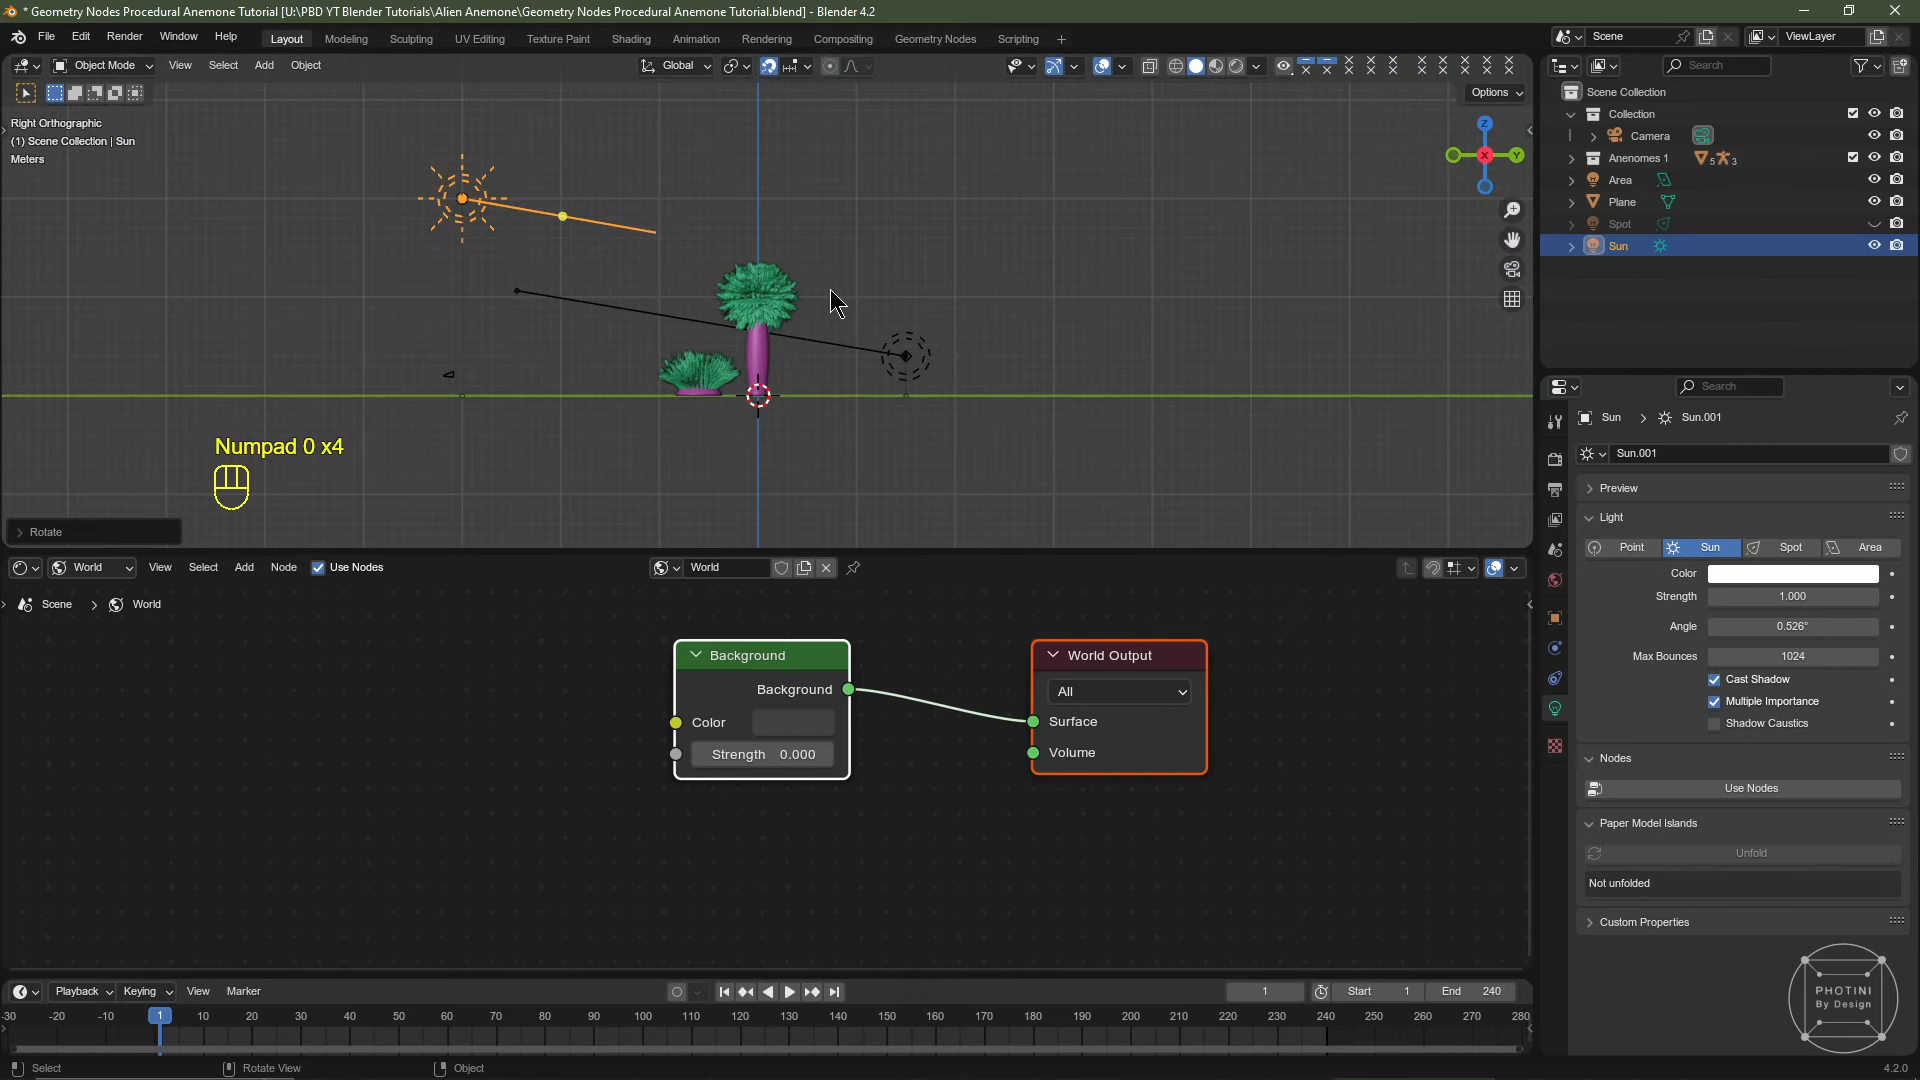 * Geometry Nodes Procedural Anemone Tutorial [U:\PBD YT Blender Tutorials\Alien Anemone\Geometry Nodes Procedural Anemone Tutorial.blend] - Blender 4.2
File Edit Render Window Help Layout Modeling Sculpting UV Editing Texture Paint Shading Animation Rendering Compositing Geometry Nodes Scripting + Scene ViewLayer
Object Mode View Select Add Object Global Search
Options
Scene Collection
Collection
Camera
Anenomes 1 5 3
Area
Plane
Spot
Sun
Right Orthographic
(1) Scene Collection | Sun
Meters
Z
Y
X
Numpad 0 x4
Rotate
Search
Sun > Sun.001
Sun.001
Preview
Light
Point Sun Spot Area
Color
Strength 1.000
Angle 0.526°
Max Bounces 1024
Cast Shadow
Multiple Importance
Shadow Caustics
Nodes
Use Nodes
Paper Model Islands
Unfold
Not unfolded
Custom Properties
World View Select Add Node Use Nodes World
Scene > World
Background
Background
Color
Strength 0.000
World Output
All
Surface
Volume
Playback Keying View Marker 1 Start 1 End 240
-30 -20 -10 1 10 20 30 40 50 60 70 80 90 100 110 120 130 140 150 160 170 180 190 200 210 220 230 240 250 260 270 280
PHOTINI
By Design
Select Rotate View Object 4.2.0